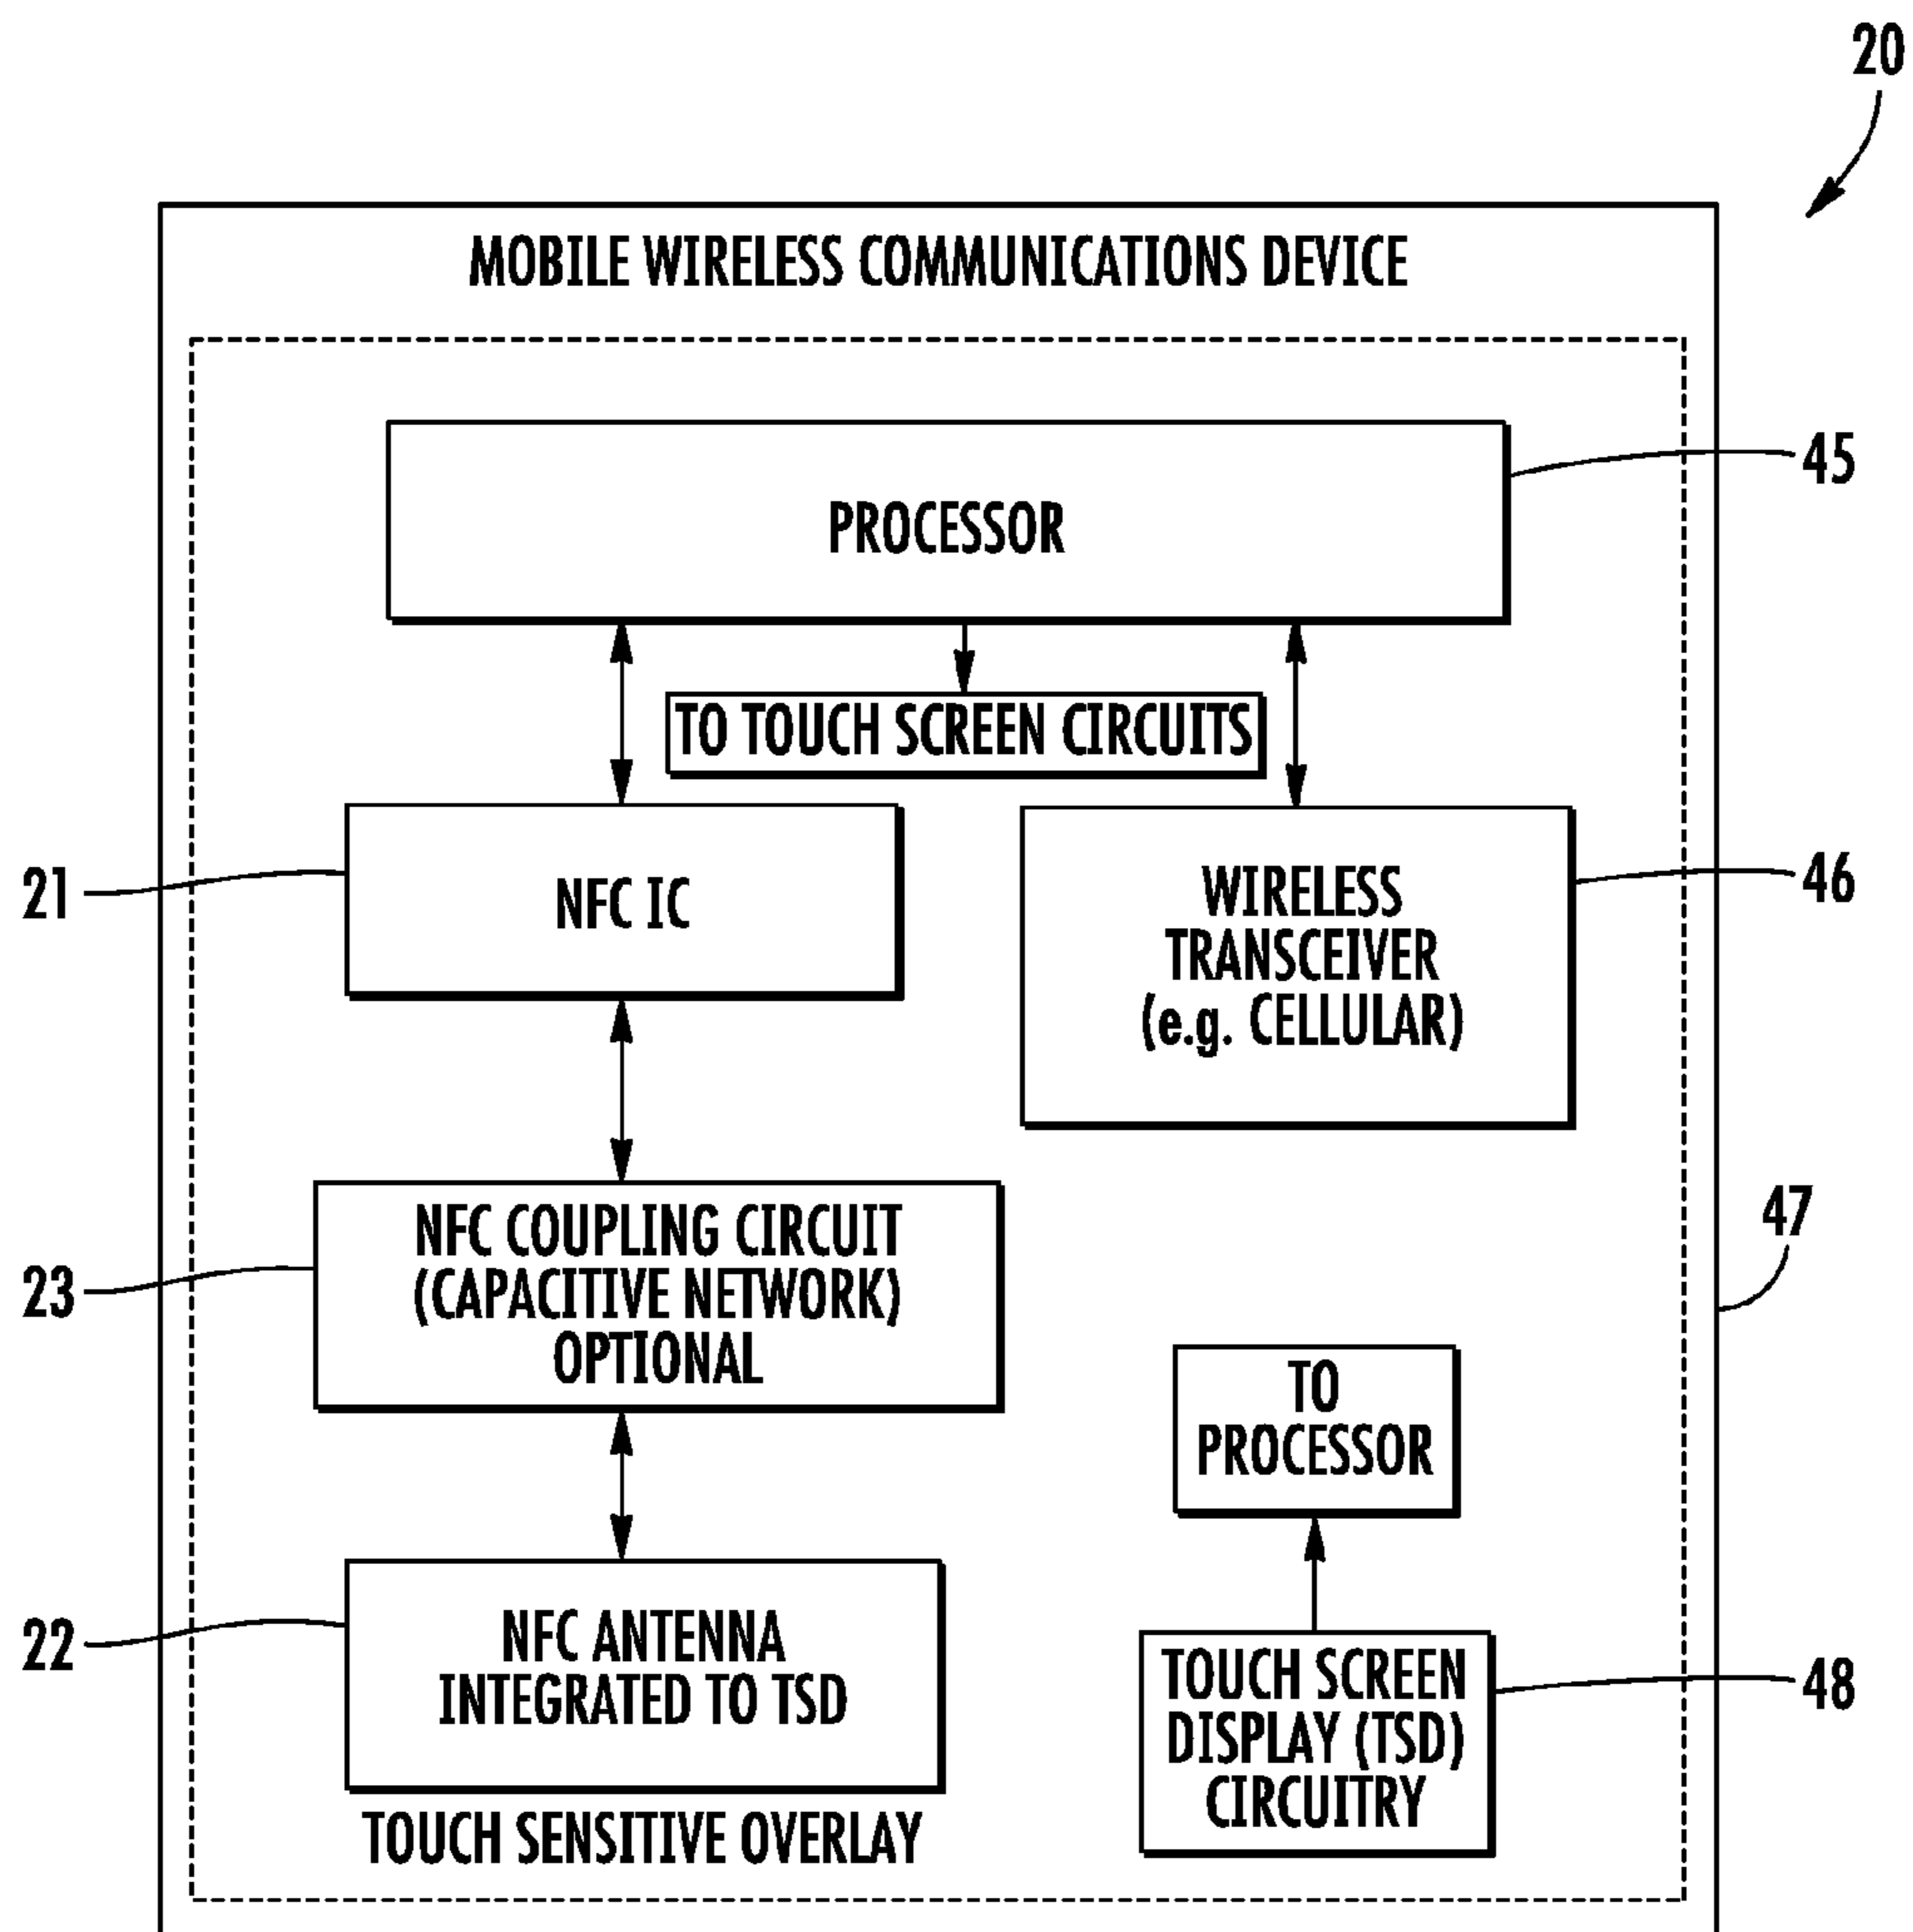 20
MOBILE WIRELESS COMMUNICATIONS DEVICE
45
PROCESSOR
TO TOUCH SCREEN CIRCUITS
21
NFC IC
46
WIRELESS
TRANSCEIVER
(e.g. CELLULAR)
47
23
NFC COUPLING CIRCUIT
(CAPACITIVE NETWORK)
OPTIONAL
TO
PROCESSOR
22
NFC ANTENNA
INTEGRATED TO TSD
TOUCH SENSITIVE OVERLAY
48
TOUCH SCREEN
DISPLAY (TSD)
CIRCUITRY